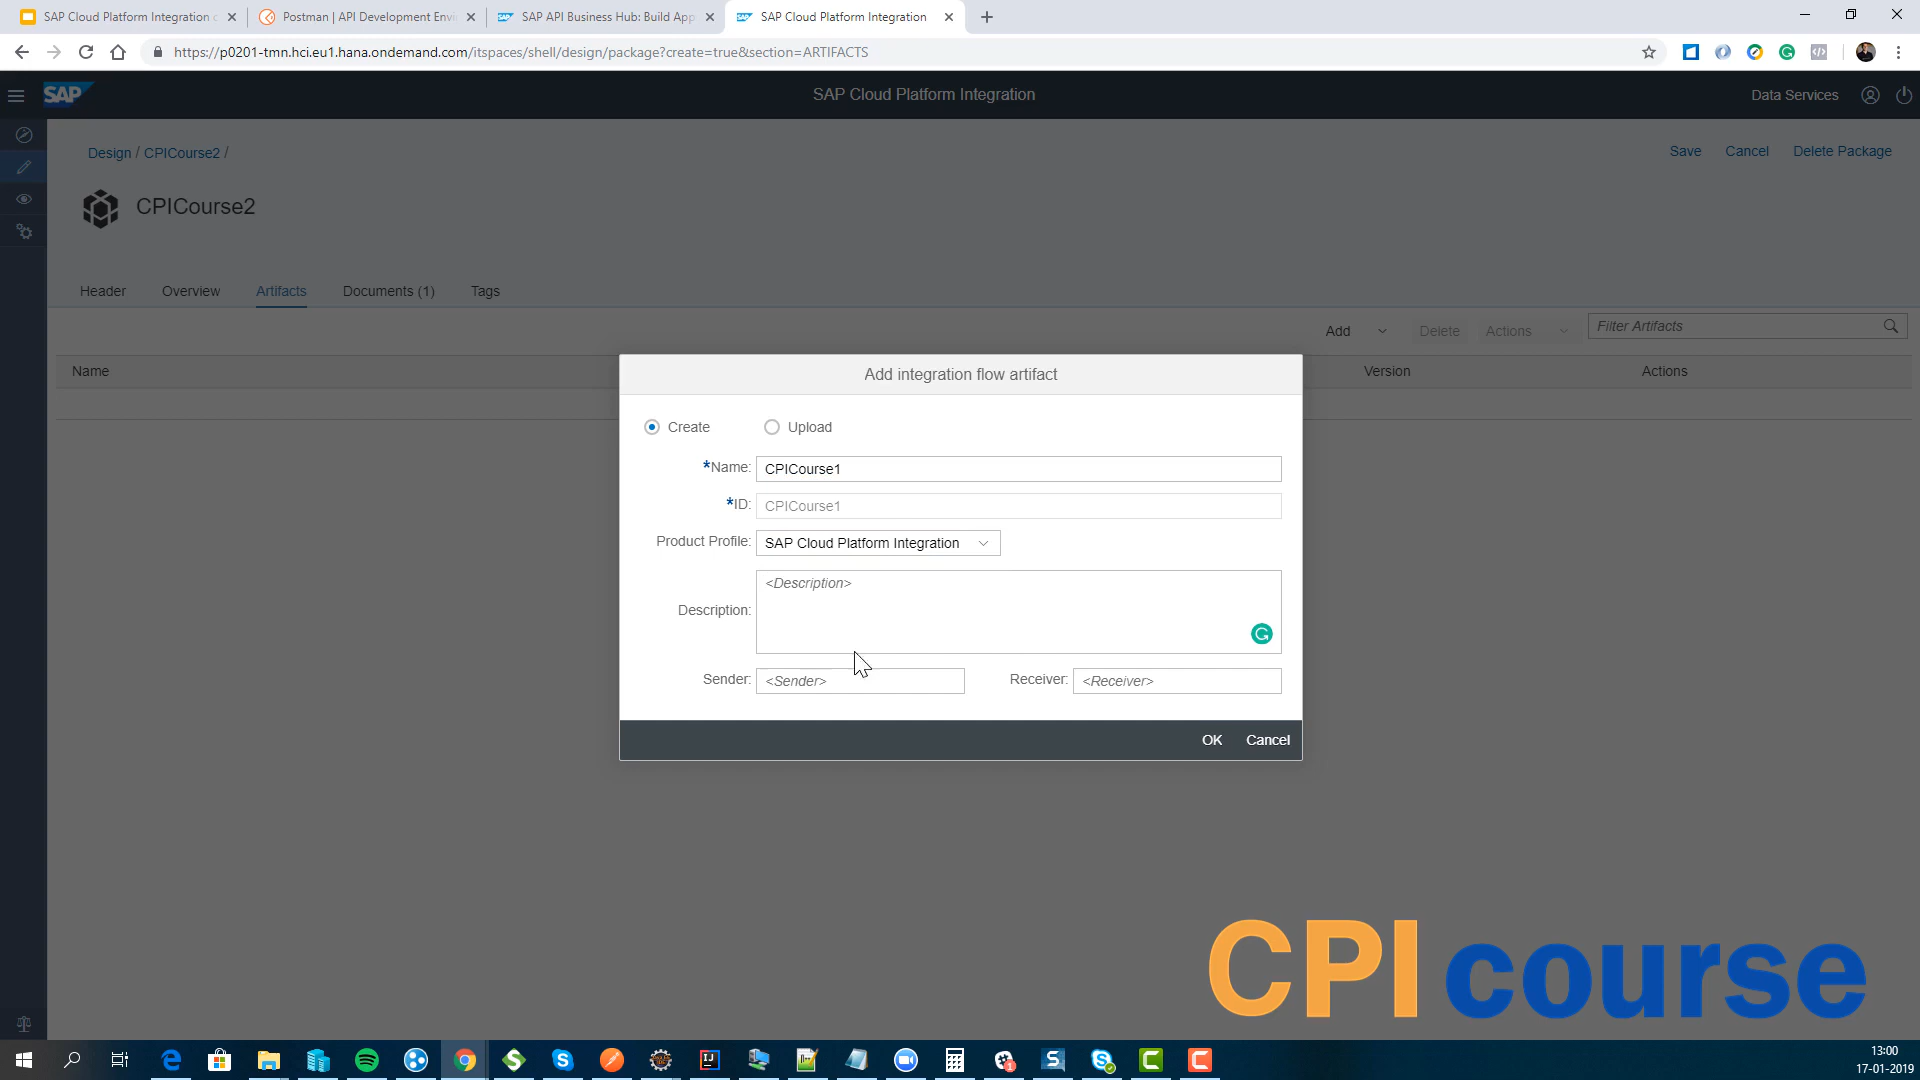 SAP Cloud Platform Integration c
Postman | API Development Envi
SAP API Business Hub: Build App
SAP Cloud Platform Integration
https://p0201-tmn.hci.eu1.hana.ondemand.com/itspaces/shell/design/package?create=true&section=ARTIFACTS
SAP
SAP Cloud Platform Integration
Data Services
Design / CPICourse2 /
Save
Cancel
Delete Package
CPICourse2
Header
Overview
Artifacts
Documents (1)
Tags
Add
Delete
Actions
Filter Artifacts
Name
Version
Actions
Add integration flow artifact
Create
Upload
*Name: CPICourse1
*ID: CPICourse1
Product Profile: SAP Cloud Platform Integration
Description: <Description>
Sender: <Sender>
Receiver: <Receiver>
OK
Cancel
CPI course
13:00
17-01-2019